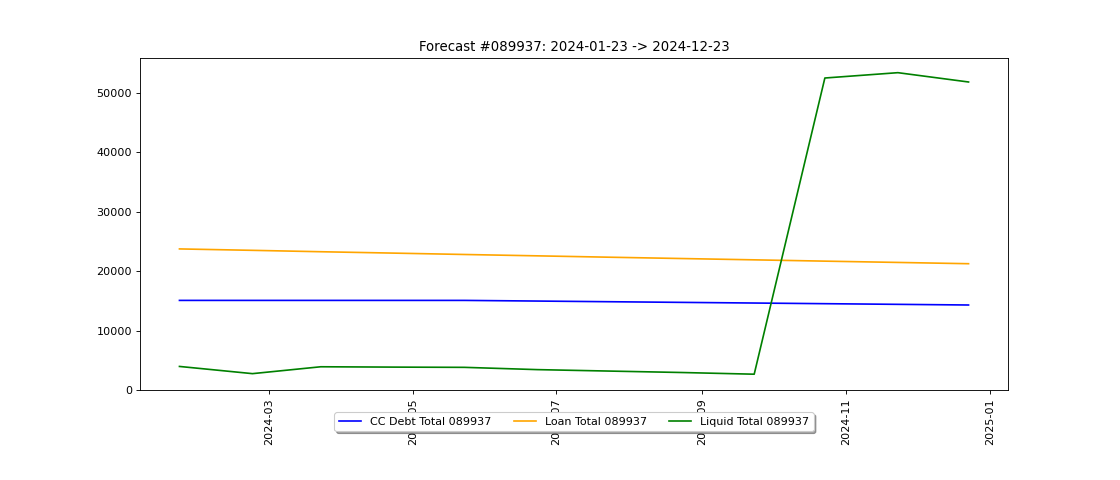 Forecast #089937: 2024-01-23 -> 2024-12-23
50000
40000
30000
20000
10000
0
2024-03
2024-11
2025-01
CC Debt Total 089937
Loan Total 089937
Liquid Total 089937